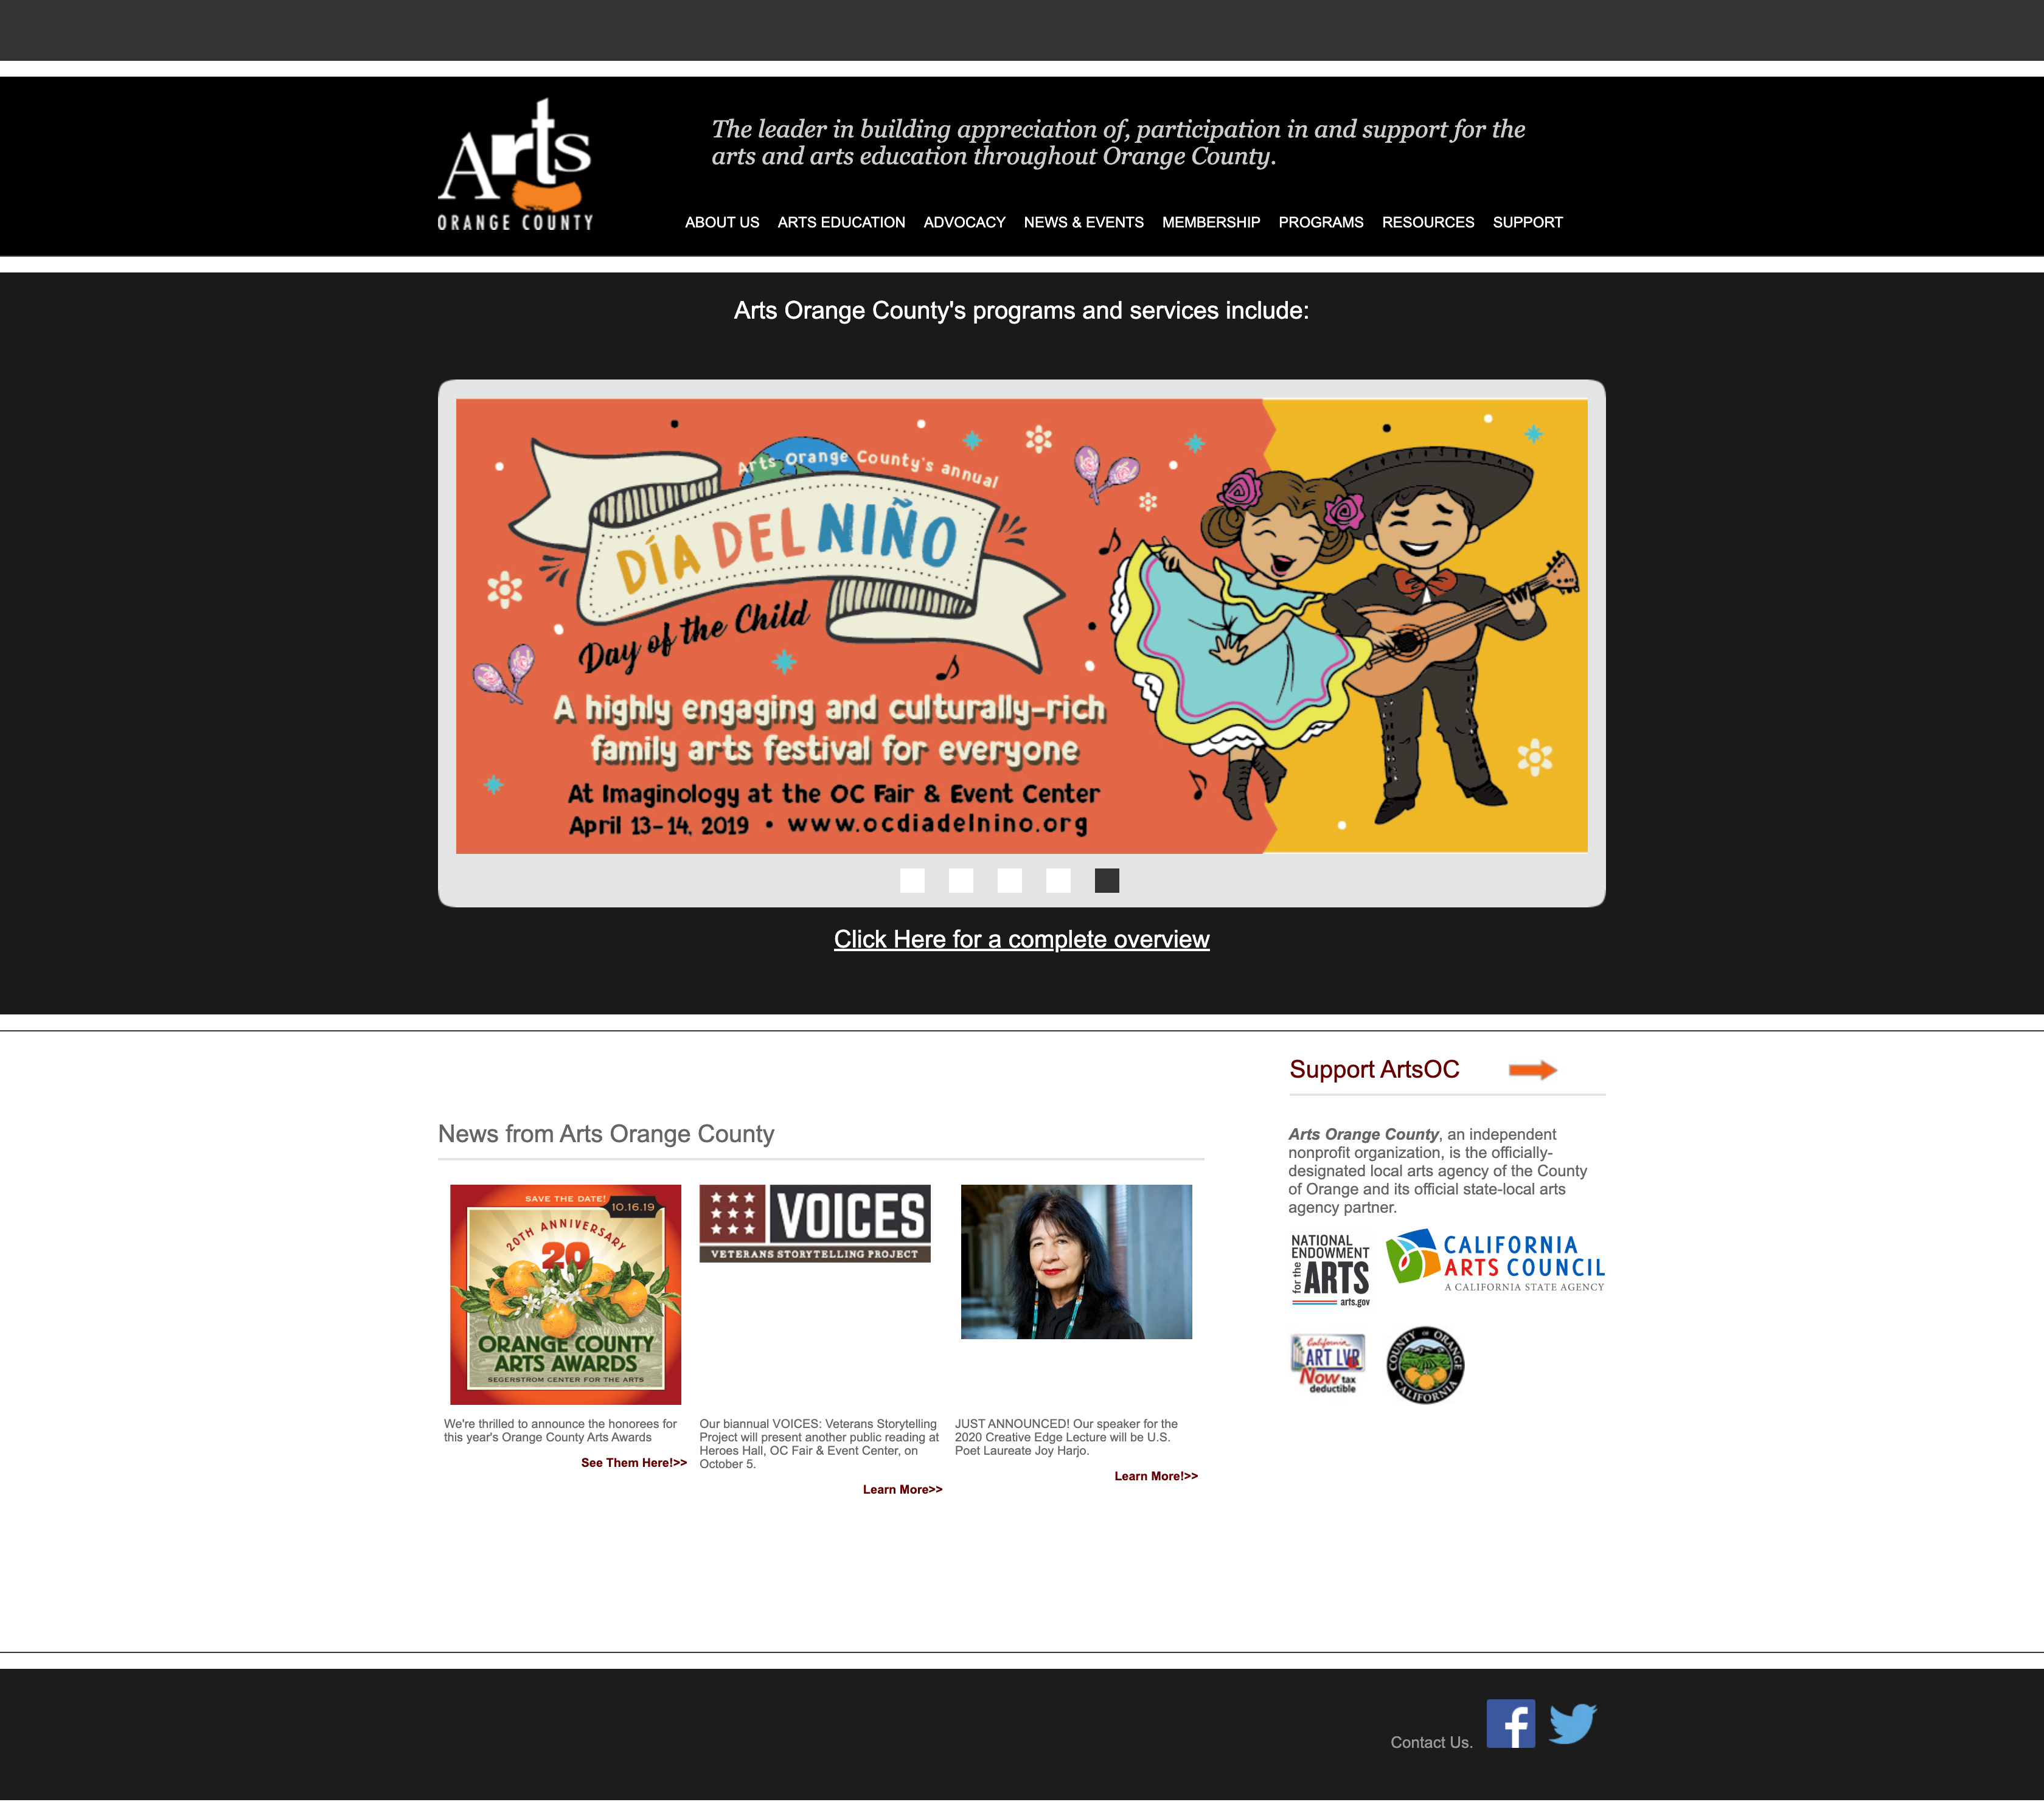 Arts
ORANGE COUNTY
The leader in building appreciation of, participation in and support for the
arts and arts education throughout Orange County.
ABOUT US ARTS EDUCATION ADVOCACY NEWS & EVENTS MEMBERSHIP PROGRAMS RESOURCES SUPPORT
Arts Orange County's programs and services include:
Arts Orange County's annual
DÍA DEL NIÑO
Day of the Child
A highly engaging and culturally-rich
family arts festival for everyone
At Imaginology at the OC Fair & Event Center
April 13-14, 2019 • www.ocdiadelnino.org
Click Here for a complete overview
News from Arts Orange County
SAVE THE DATE!
10.16.19
20TH ANNIVERSARY
20
ORANGE COUNTY
ARTS AWARDS
SEGERSTROM CENTER FOR THE ARTS
We're thrilled to announce the honorees for
this year's Orange County Arts Awards
See Them Here!>>
VOICES
VETERANS STORYTELLING PROJECT
Our biannual VOICES: Veterans Storytelling
Project will present another public reading at
Heroes Hall, OC Fair & Event Center, on
October 5.
Learn More>>
JUST ANNOUNCED! Our speaker for the
2020 Creative Edge Lecture will be U.S.
Poet Laureate Joy Harjo.
Learn More!>>
Support ArtsOC
Arts Orange County, an independent
nonprofit organization, is the officially-
designated local arts agency of the County
of Orange and its official state-local arts
agency partner.
NATIONAL
ENDOWMENT
for the
ARTS
arts.gov
CALIFORNIA
ARTS COUNCIL
A CALIFORNIA STATE AGENCY
California
ART LVR
Now tax
deductible
COUNTY OF ORANGE
CALIFORNIA
Contact Us.